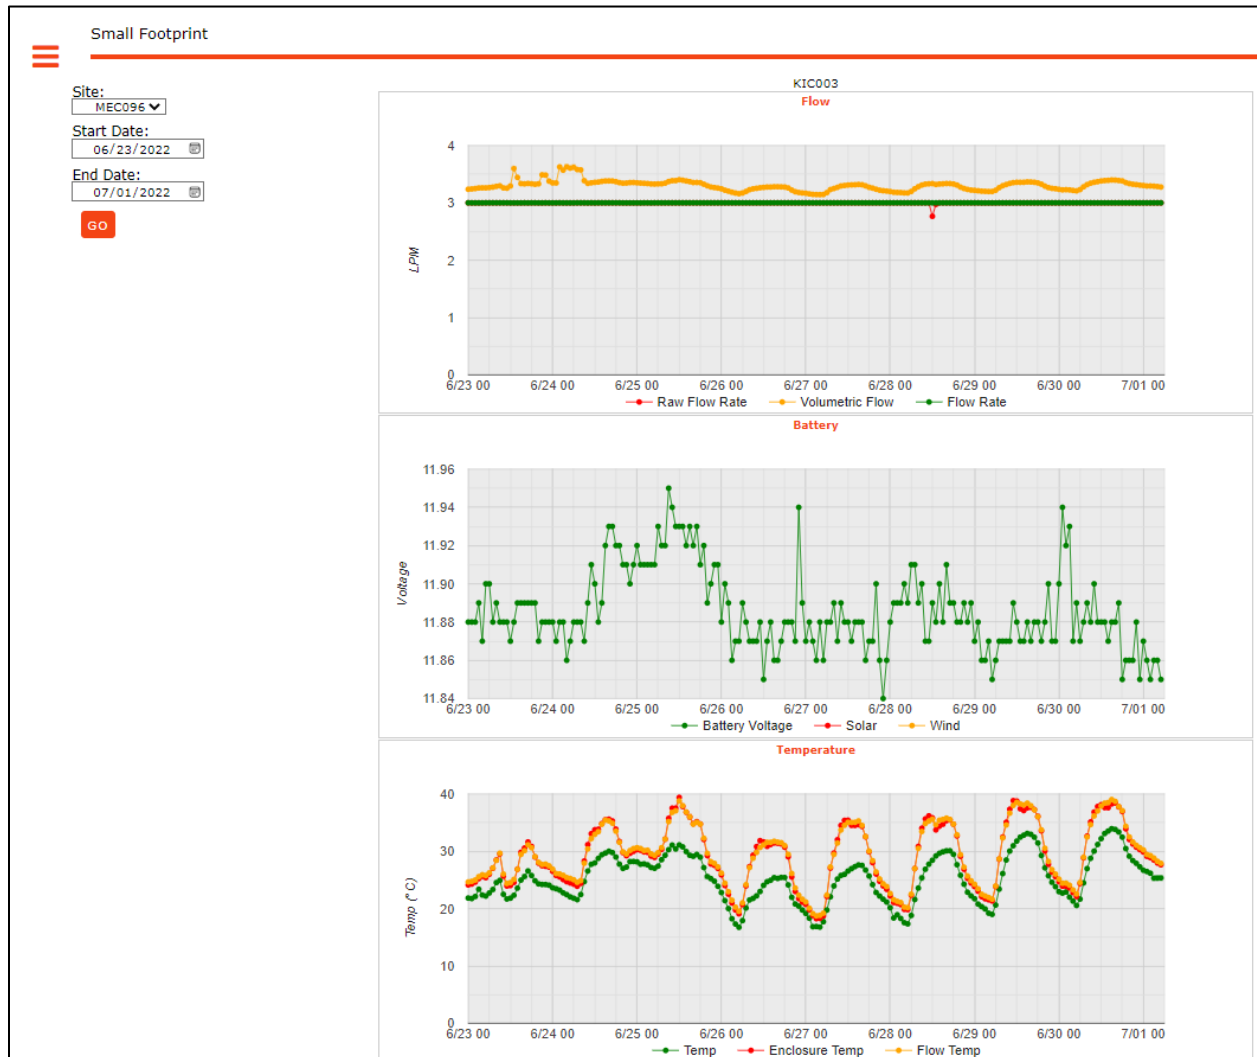 Small Footprint
Site:
MEC096
Start Date:
06/23/2022
End Date:
07/01/2022
GO
KIC003
Flow
4
3
2
1
0
LPM
6/23 00 6/24 00 6/25 00 6/26 00 6/27 00 6/28 00 6/29 00 6/30 00 7/01 00
Raw Flow Rate Volumetric Flow Flow Rate
Battery
11.96
11.94
11.92
11.90
11.88
11.86
11.84
Voltage
6/23 00 6/24 00 6/25 00 6/26 00 6/27 00 6/28 00 6/29 00 6/30 00 7/01 00
Battery Voltage Solar Wind
Temperature
40
30
20
10
0
Temp (° C)
6/23 00 6/24 00 6/25 00 6/26 00 6/27 00 6/28 00 6/29 00 6/30 00 7/01 00
Temp Enclosure Temp Flow Temp